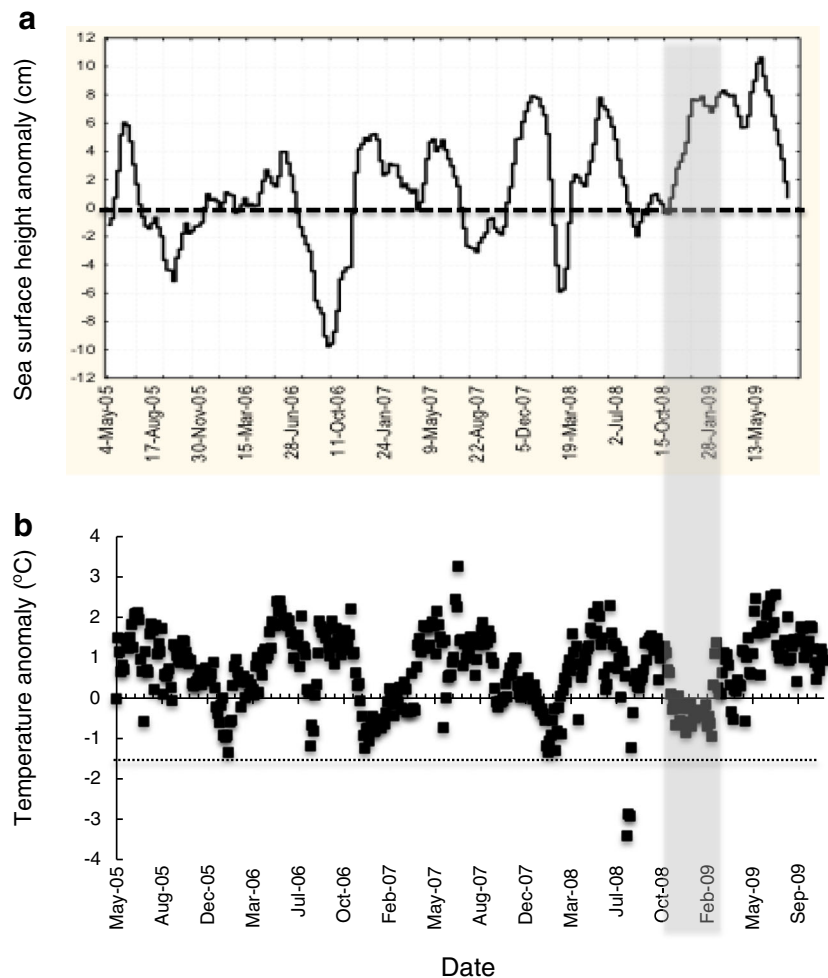 a
Sea surface height anomaly (cm)
12
10
8
6
4
2
0
-2
-4
-6
-8
-10
-12
4-May-05
17-Aug-05
30-Nov-05
15-Mar-06
28-Jun-06
11-Oct-06
24-Jan-07
9-May-07
22-Aug-07
5-Dec-07
19-Mar-08
2-Jul-08
15-Oct-08
28-Jan-09
13-May-09
b
Temperature anomaly (ºC)
4
3
2
1
0
-1
-2
-3
-4
May-05
Aug-05
Dec-05
Mar-06
Jul-06
Oct-06
Feb-07
May-07
Aug-07
Dec-07
Mar-08
Jul-08
Oct-08
Feb-09
May-09
Sep-09
Date